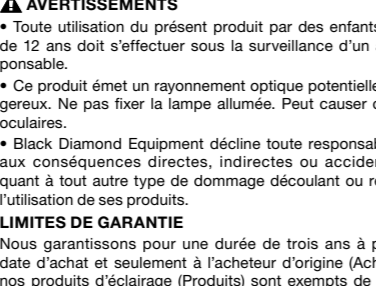 AVERTISSEMENTS
• Toute utilisation du présent produit par des enfants
de 12 ans doit s’effectuer sous la surveillance d’un
ponsable.
• Ce produit émet un rayonnement optique potentielle
gereux. Ne pas fixer la lampe allumée. Peut causer
oculaires.
• Black Diamond Equipment décline toute responsab
aux conséquences directes, indirectes ou acciden
quant à tout autre type de dommage découlant ou re
l’utilisation de ses produits.
LIMITES DE GARANTIE
Nous garantissons pour une durée de trois ans à p
date d’achat et seulement à l’acheteur d’origine (Ach
nos produits d’éclairage (Produits) sont exempts de